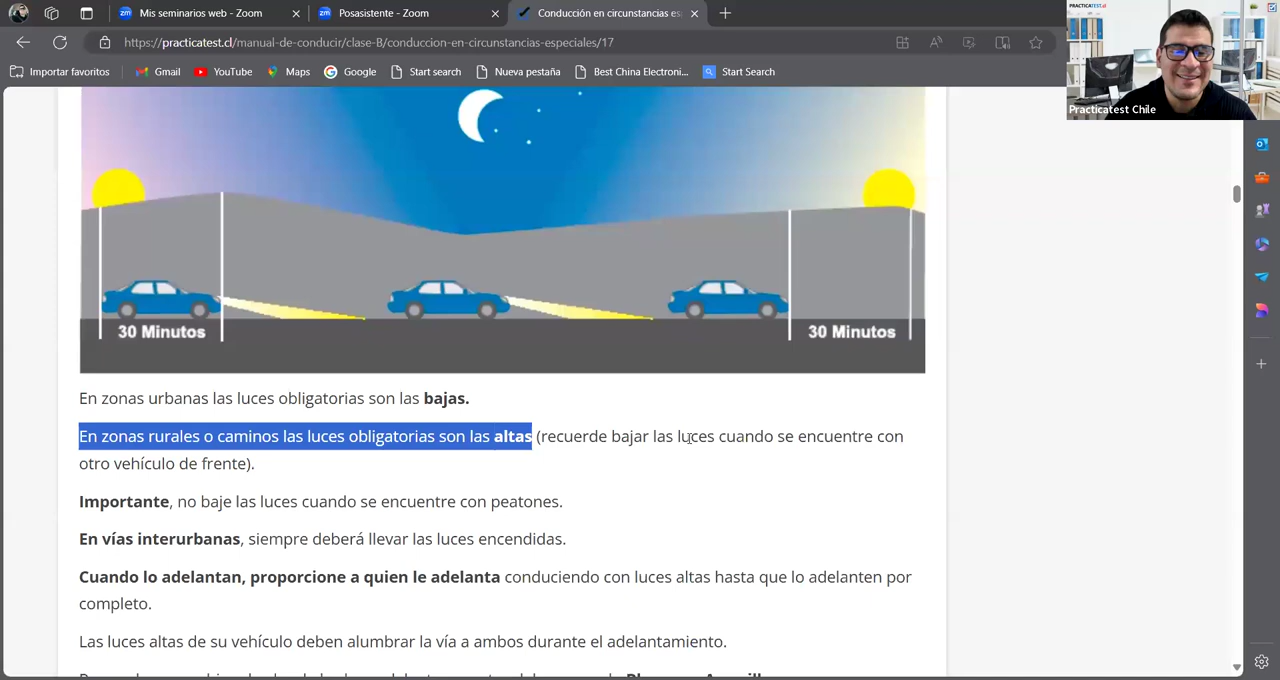 Mis seminarios web - Zoom
Posasistente - Zoom
Conducción en circunstancias es
PRACTICATEST.cl
https://practicatest.cl/manual-de-conducir/clase-B/conduccion-en-circunstancias-especiales/17
Importar favoritos
Gmail
YouTube
Maps
Google
Start search
Nueva pestaña
Best China Electroni...
Start Search
Practicatest Chile
30 Minutos
30 Minutos
En zonas urbanas las luces obligatorias son las bajas.
En zonas rurales o caminos las luces obligatorias son las altas (recuerde bajar las luces cuando se encuentre con
otro vehículo de frente).
Importante, no baje las luces cuando se encuentre con peatones.
En vías interurbanas, siempre deberá llevar las luces encendidas.
Cuando lo adelantan, proporcione a quien le adelanta conduciendo con luces altas hasta que lo adelanten por
completo.
Las luces altas de su vehículo deben alumbrar la vía a ambos durante el adelantamiento.